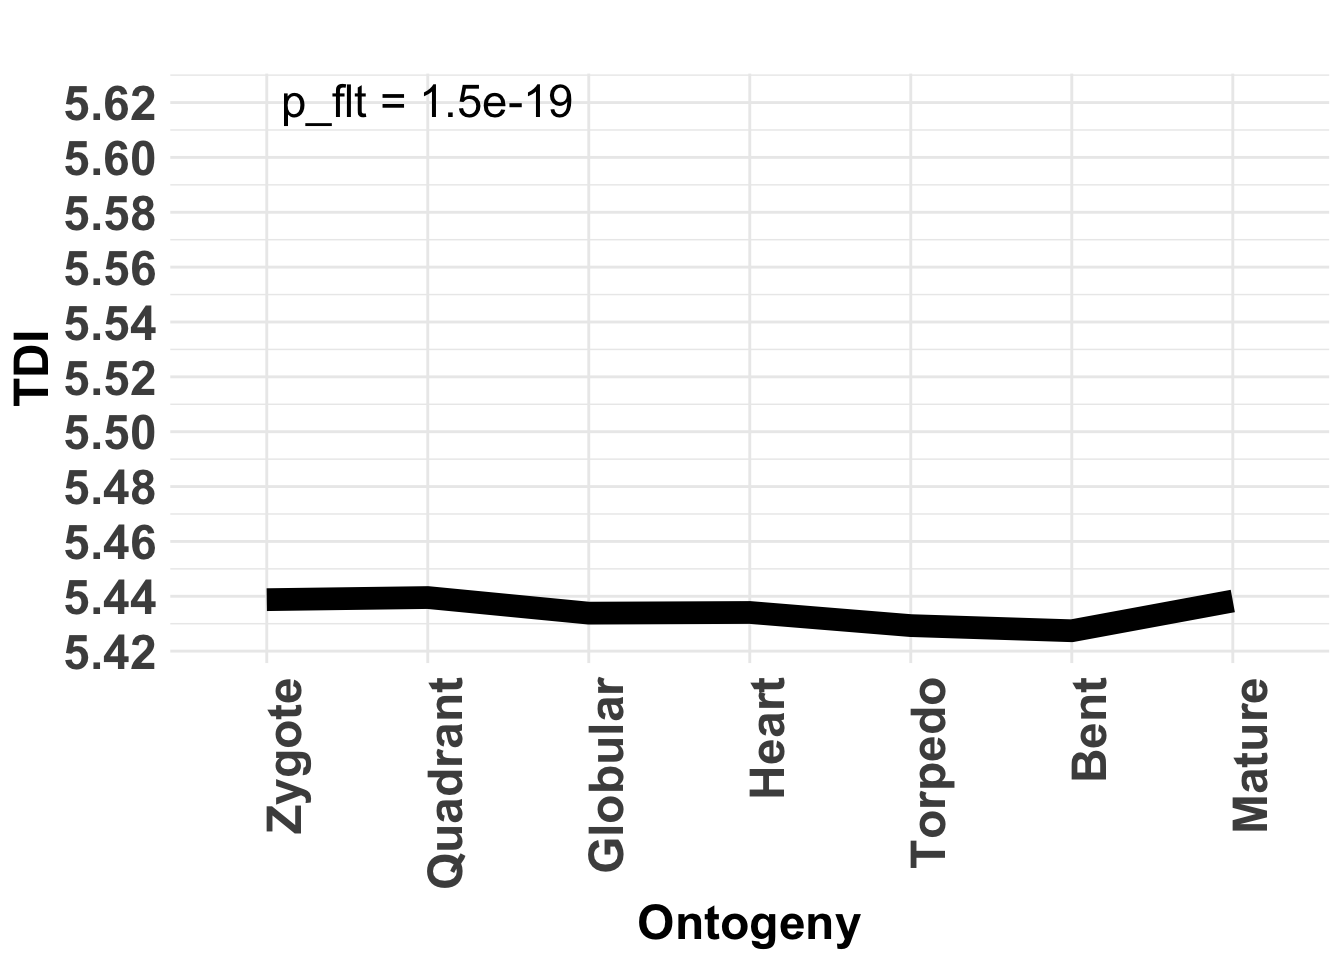 p_flt = 1.5e-19
5.62
5.60
5.58
5.56
5.54
5.52
5.50
5.48
5.46
5.44
5.42
TDI
Zygote
Quadrant
Globular
Heart
Torpedo
Bent
Mature
Ontogeny